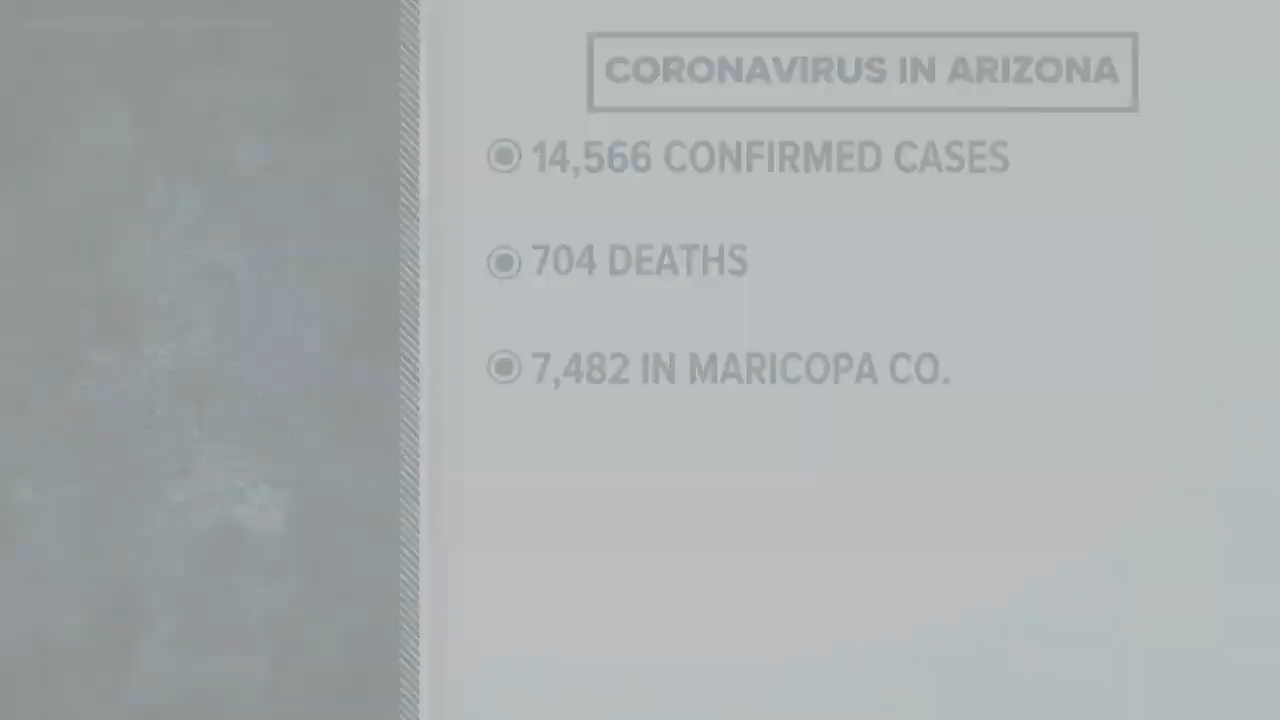 CORONAVIRUS IN ARIZONA
14,566 CONFIRMED CASES
704 DEATHS
7,482 IN MARICOPA CO.